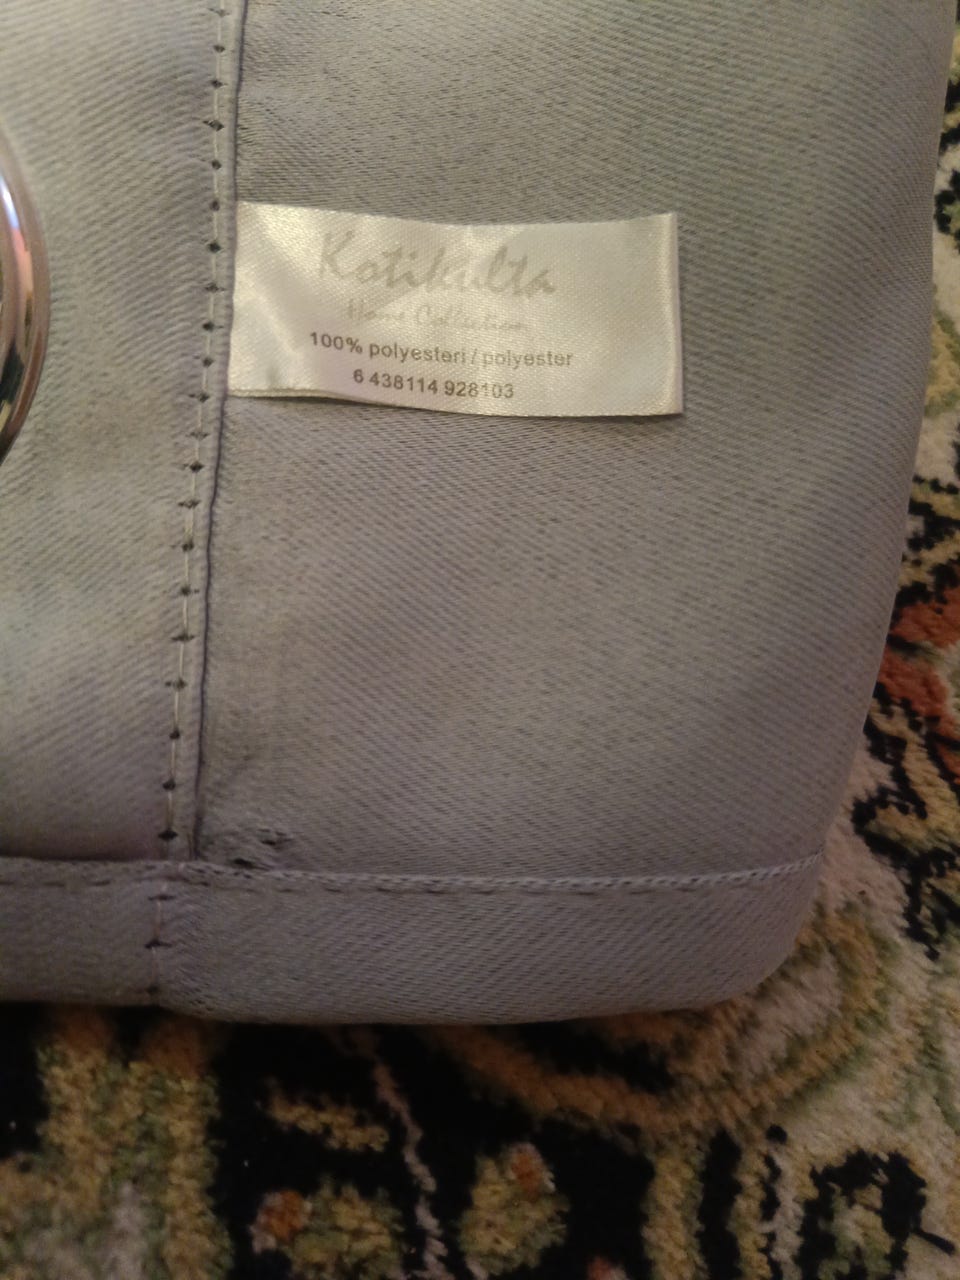 Kotikulta
Home Collection
100% polyesteri / polyester
6 438114 928103